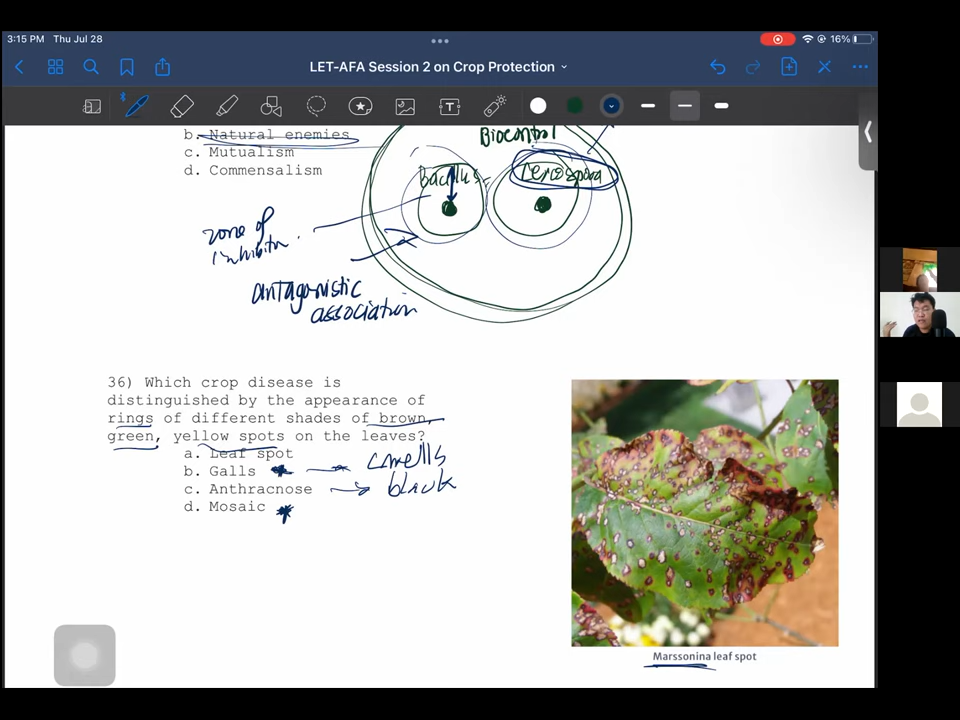 3:15 PM Thu Jul 28
16%
LET-AFA Session 2 on Crop Protection
b. Natural enemies
c. Mutualism
d. Commensalism
Biocontrol
Bacillus
Cercospora
zone of
antagonistic
association
36) Which crop disease is
distinguished by the appearance of
rings of different shades of brown,
green, yellow spots on the leaves?
a. Leaf spot
b. Galls
c. Anthracnose
d. Mosaic
black
Marssonina leaf spot